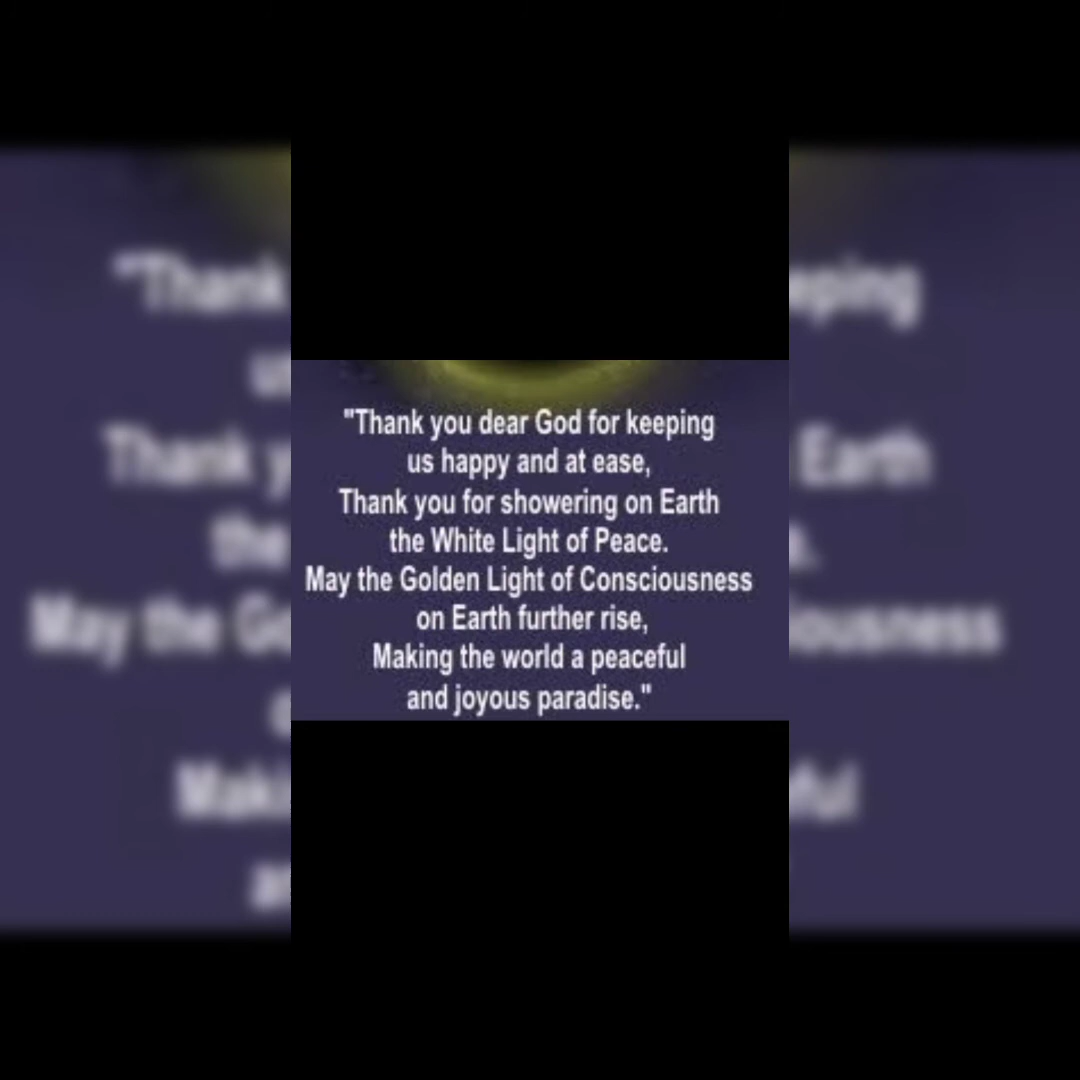 "Thank you dear God for keeping
us happy and at ease,
Thank you for showering on Earth
the White Light of Peace.
May the Golden Light of Consciousness
on Earth further rise,
Making the world a peaceful
and joyous paradise."